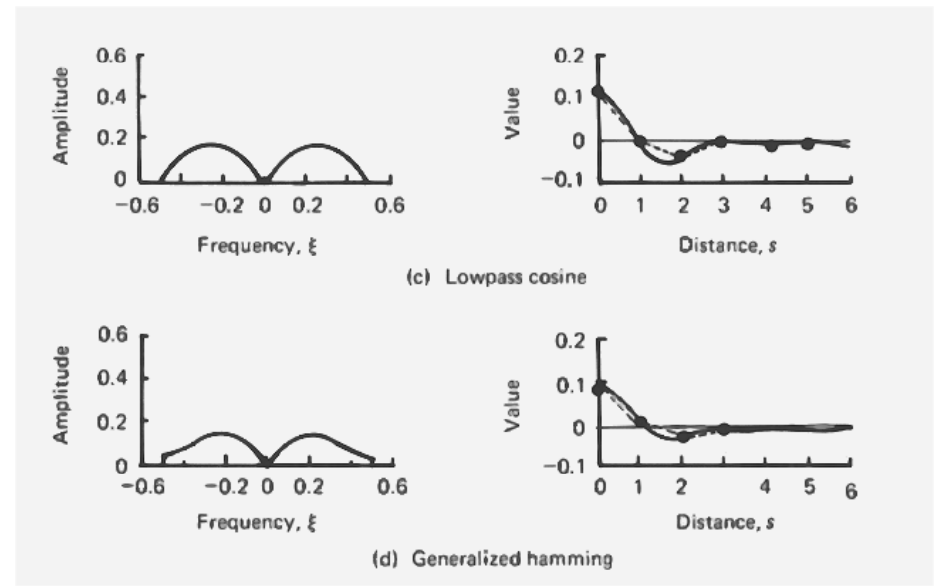 0.6
0.4
0.2
0
Amplitude
−0.6 −0.2 0 0.2 0.6
Frequency, ξ
0.2
0.1
0
−0.1
Value
0 1 2 3 4 5 6
Distance, s
(c) Lowpass cosine
0.6
0.4
0.2
0
Amplitude
−0.6 −0.2 0 0.2 0.6
Frequency, ξ
0.2
0.1
0
−0.1
Value
0 1 2 3 4 5 6
Distance, s
(d) Generalized hamming